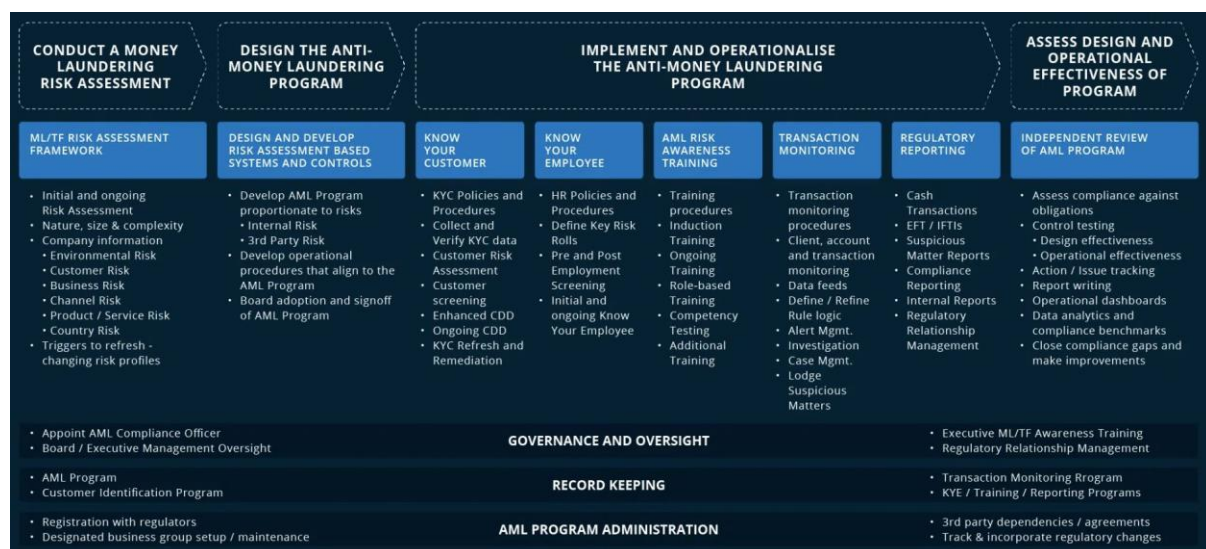 CONDUCT A MONEY
LAUNDERING
RISK ASSESSMENT
DESIGN THE ANTI-
MONEY LAUNDERING
PROGRAM
IMPLEMENT AND OPERATIONALISE
THE ANTI-MONEY LAUNDERING
PROGRAM
ASSESS DESIGN AND
OPERATIONAL
EFFECTIVENESS OF
PROGRAM
ML/TF RISK ASSESSMENT
FRAMEWORK
• Initial and ongoing
Risk Assessment
• Nature, size & complexity
• Company information
• Environmental Risk
• Customer Risk
• Business Risk
• Channel Risk
• Product / Service Risk
• Country Risk
• Triggers to refresh -
changing risk profiles
DESIGN AND DEVELOP
RISK ASSESSMENT BASED
SYSTEMS AND CONTROLS
• Develop AML Program
proportionate to risks
• Internal Risk
• 3rd Party Risk
• Develop operational
procedures that align to the
AML Program
• Board adoption and signoff
of AML Program
KNOW
YOUR
CUSTOMER
• KYC Policies and
Procedures
• Collect and
Verify KYC data
• Customer Risk
Assessment
• Customer
screening
• Enhanced CDD
• Ongoing CDD
• KYC Refresh and
Remediation
KNOW
YOUR
EMPLOYEE
• HR Policies and
Procedures
• Define Key Risk
Rolls
• Pre and Post
Employment
Screening
• Initial and
ongoing Know
Your Employee
AML RISK
AWARENESS
TRAINING
• Training
procedures
• Induction
Training
• Ongoing
Training
• Role-based
Training
• Competency
Testing
• Additional
Training
TRANSACTION
MONITORING
• Transaction
monitoring
procedures
• Client, account
and transaction
monitoring
• Data feeds
• Define / Refine
Rule logic
• Alert Mgmt.
• Investigation
• Case Mgmt.
• Lodge
Suspicious
Matters
REGULATORY
REPORTING
• Cash
Transactions
• EFT / IFTIs
• Suspicious
Matter Reports
• Compliance
Reporting
• Internal Reports
• Regulatory
Relationship
Management
INDEPENDENT REVIEW
OF AML PROGRAM
• Assess compliance against
obligations
• Control testing
• Design effectiveness
• Operational effectiveness
• Action / Issue tracking
• Report writing
• Operational dashboards
• Data analytics and
compliance benchmarks
• Close compliance gaps and
make improvements
• Appoint AML Compliance Officer
• Board / Executive Management Oversight
GOVERNANCE AND OVERSIGHT
• Executive ML/TF Awareness Training
• Regulatory Relationship Management
• AML Program
• Customer Identification Program
RECORD KEEPING
• Transaction Monitoring Rrogram
• KYE / Training / Reporting Programs
• Registration with regulators
• Designated business group setup / maintenance
AML PROGRAM ADMINISTRATION
• 3rd party dependencies / agreements
• Track & incorporate regulatory changes